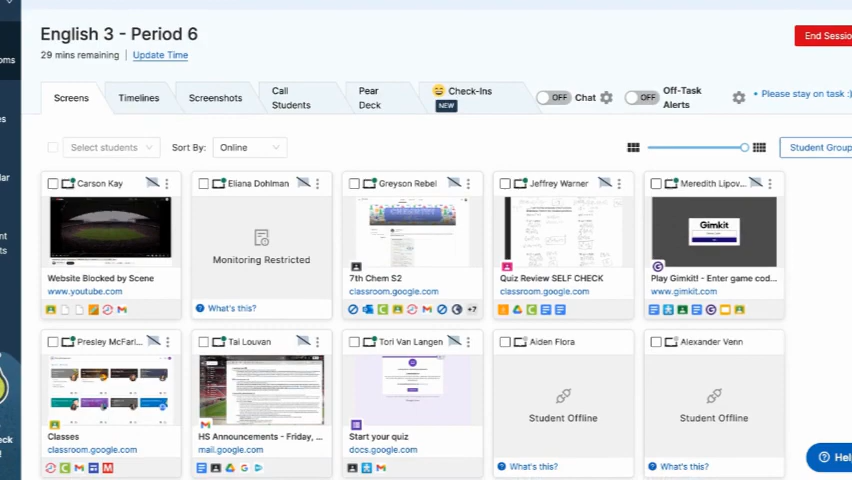 English 3 - Period 6
29 mins remaining | Update Time
End Sessio
oms
Screens
Timelines
Screenshots
Call Students
Pear Deck
Check-Ins
NEW
OFF Chat
OFF Off-Task Alerts
• Please stay on task :)
Select students
Sort By: Online
Student Group
Carson Kay
Website Blocked by Scene
www.youtube.com
Eliana Dohlman
Monitoring Restricted
What's this?
Greyson Rebel
7th Chem S2
classroom.google.com
+7
Jeffrey Warner
Quiz Review SELF CHECK
classroom.google.com
Meredith Lipov...
Gimkit
Play Gimkit! - Enter game cod...
www.gimkit.com
Presley McFarl...
Classes
classroom.google.com
Tai Louvan
HS Announcements - Friday, ...
mail.google.com
Tori Van Langen
Start your quiz
docs.google.com
Aiden Flora
Student Offline
What's this?
Alexander Venn
Student Offline
What's this?
Hel